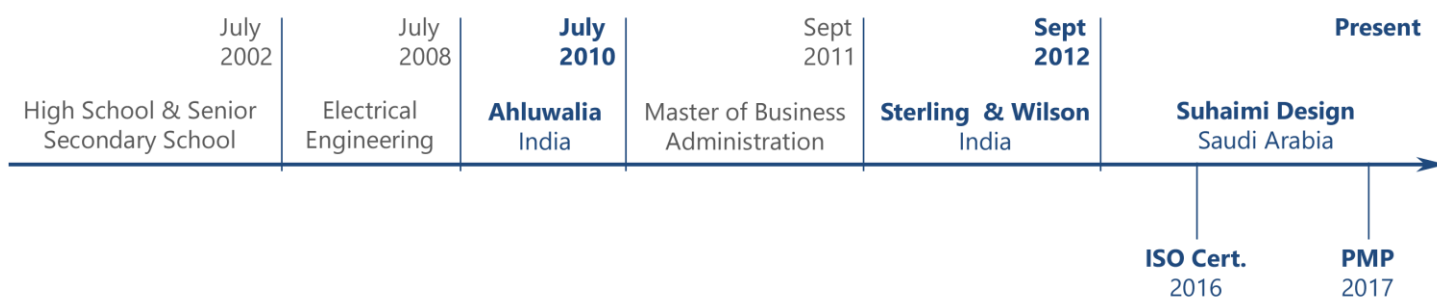 July
2002
July
2008
July
2010
Sept
2011
Sept
2012
Present
High School & Senior
Secondary School
Electrical
Engineering
Ahluwalia
India
Master of Business
Administration
Sterling & Wilson
India
Suhaimi Design
Saudi Arabia
ISO Cert.
2016
PMP
2017